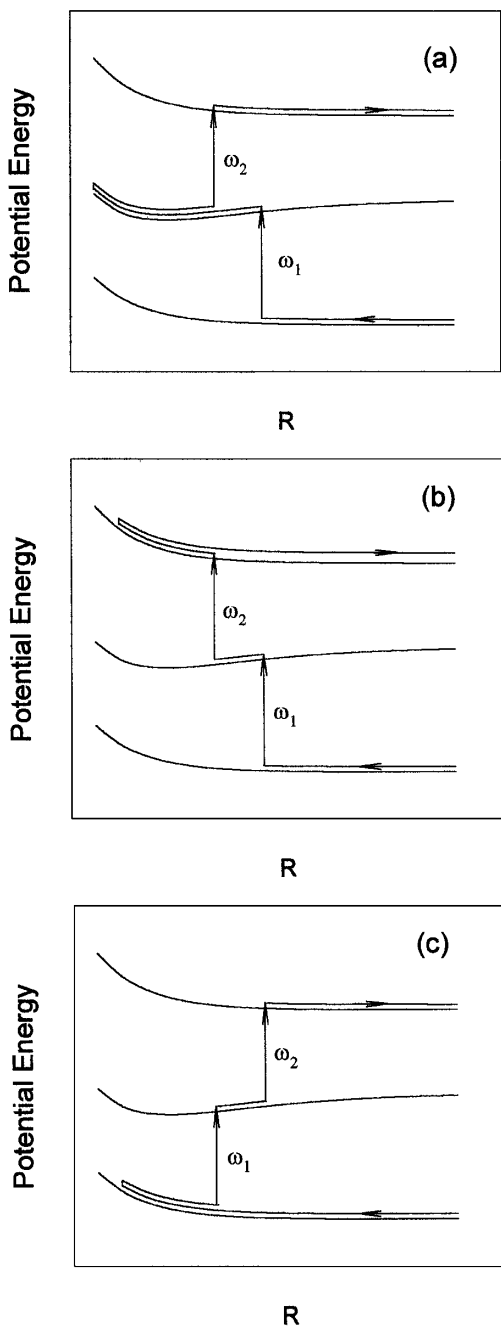 (a)
Potential Energy
ω2
ω1
R
(b)
Potential Energy
ω2
ω1
R
(c)
Potential Energy
ω2
ω1
R